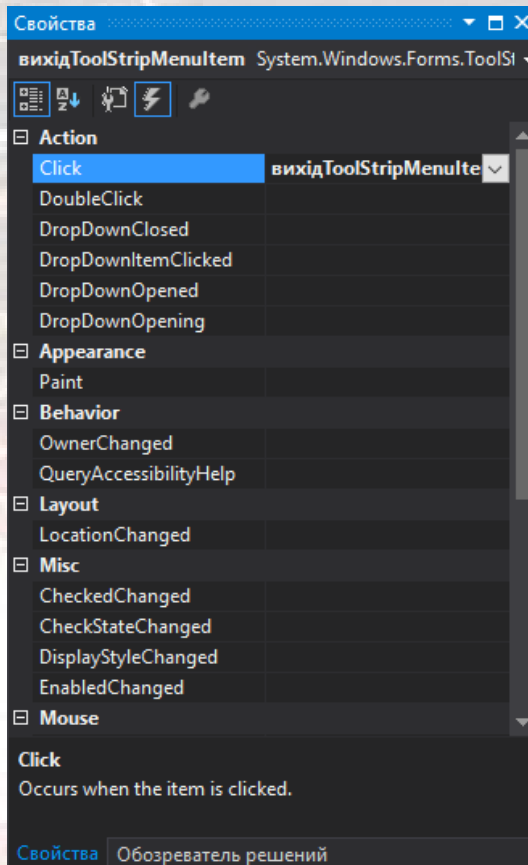 Свойства
вихідToolStripMenuItem System.Windows.Forms.ToolSt
Action
Click вихідToolStripMenuIte
DoubleClick
DropDownClosed
DropDownItemClicked
DropDownOpened
DropDownOpening
Appearance
Paint
Behavior
OwnerChanged
QueryAccessibilityHelp
Layout
LocationChanged
Misc
CheckedChanged
CheckStateChanged
DisplayStyleChanged
EnabledChanged
Mouse
Click
Occurs when the item is clicked.
Свойства Обозреватель решений